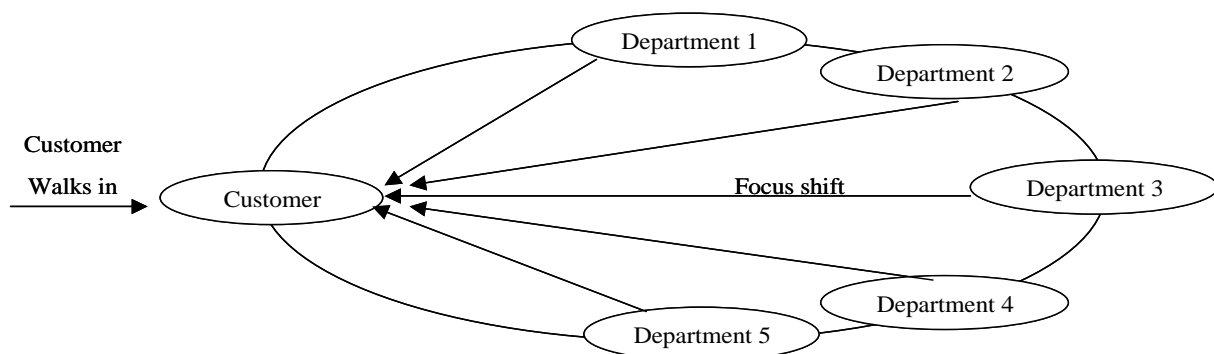 Department 1
Department 2
Customer
Walks in
Customer
Focus shift
Department 3
Department 4
Department 5